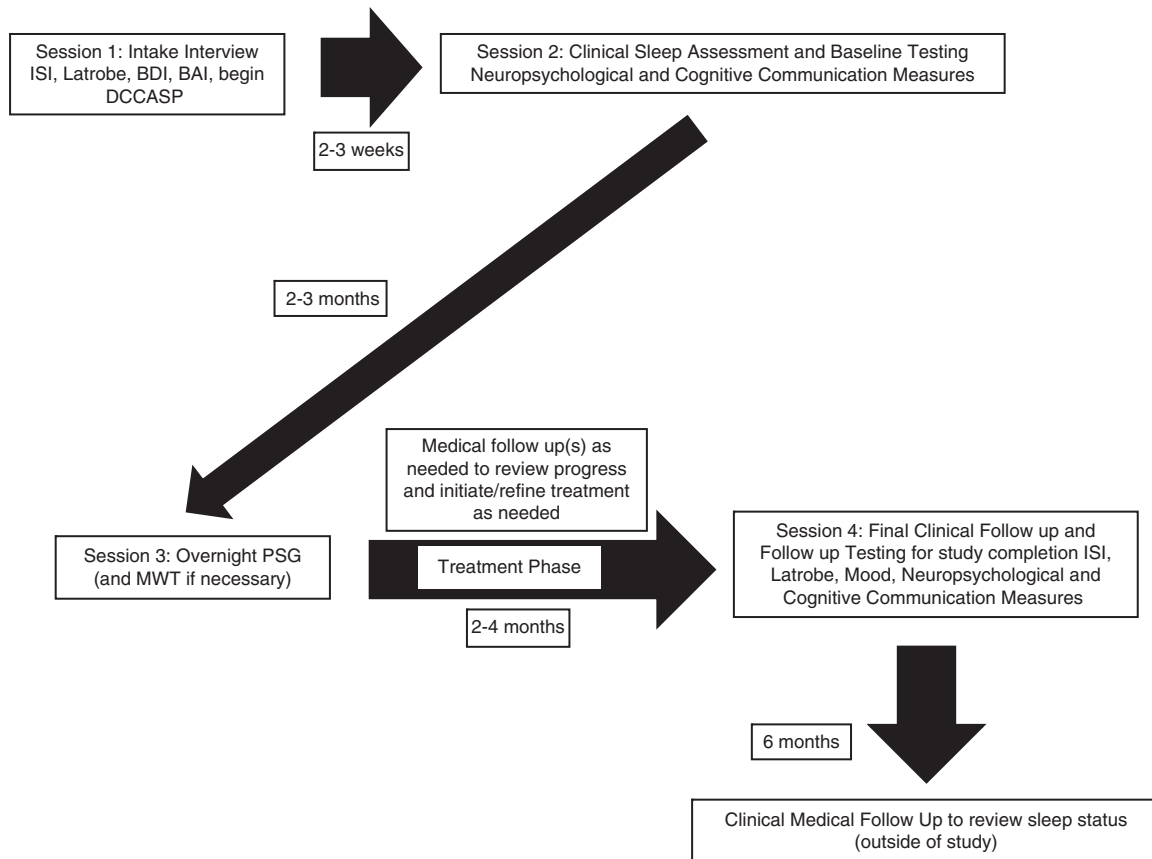 Session 1: Intake Interview
ISI, Latrobe, BDI, BAI, begin
DCCASP
2-3 weeks
Session 2: Clinical Sleep Assessment and Baseline Testing
Neuropsychological and Cognitive Communication Measures
2-3 months
Session 3: Overnight PSG
(and MWT if necessary)
Medical follow up(s) as
needed to review progress
and initiate/refine treatment
as needed
Treatment Phase
2-4 months
Session 4: Final Clinical Follow up and
Follow up Testing for study completion ISI,
Latrobe, Mood, Neuropsychological and
Cognitive Communication Measures
6 months
Clinical Medical Follow Up to review sleep status
(outside of study)